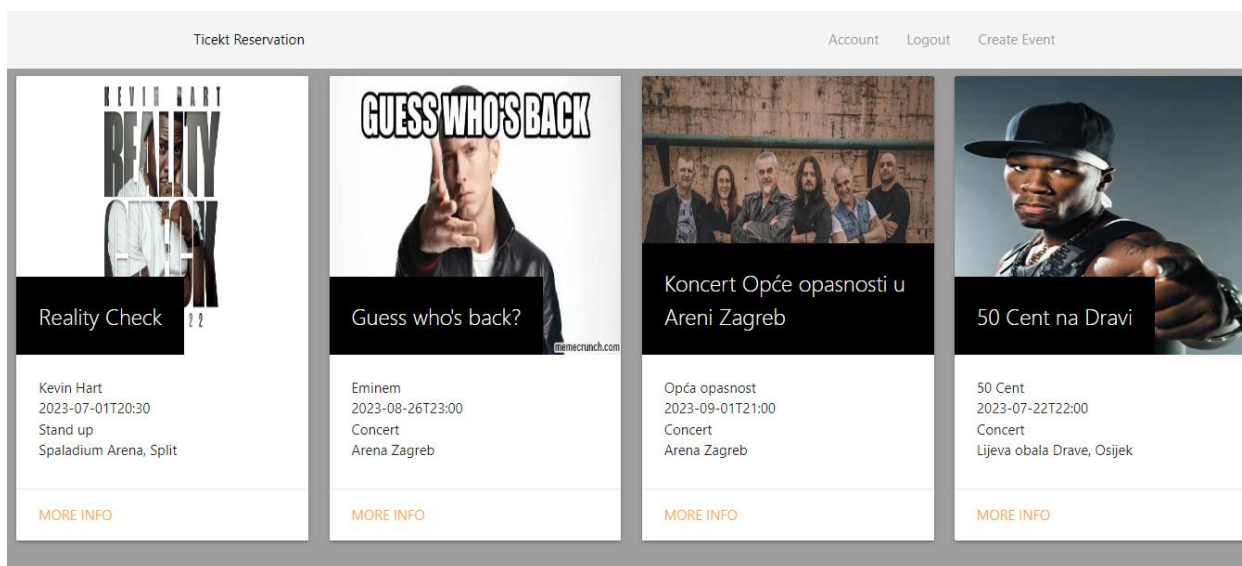 Ticekt Reservation
Account Logout Create Event
KEVIN HART
REALITY
CHECK
Reality Check
Kevin Hart
2023-07-01T20:30
Stand up
Spaladium Arena, Split
MORE INFO
GUESS WHO'S BACK
memecrunch.com
Guess who's back?
Eminem
2023-08-26T23:00
Concert
Arena Zagreb
MORE INFO
Koncert Opće opasnosti u
Areni Zagreb
Opća opasnost
2023-09-01T21:00
Concert
Arena Zagreb
MORE INFO
50 Cent na Dravi
50 Cent
2023-07-22T22:00
Concert
Lijeva obala Drave, Osijek
MORE INFO